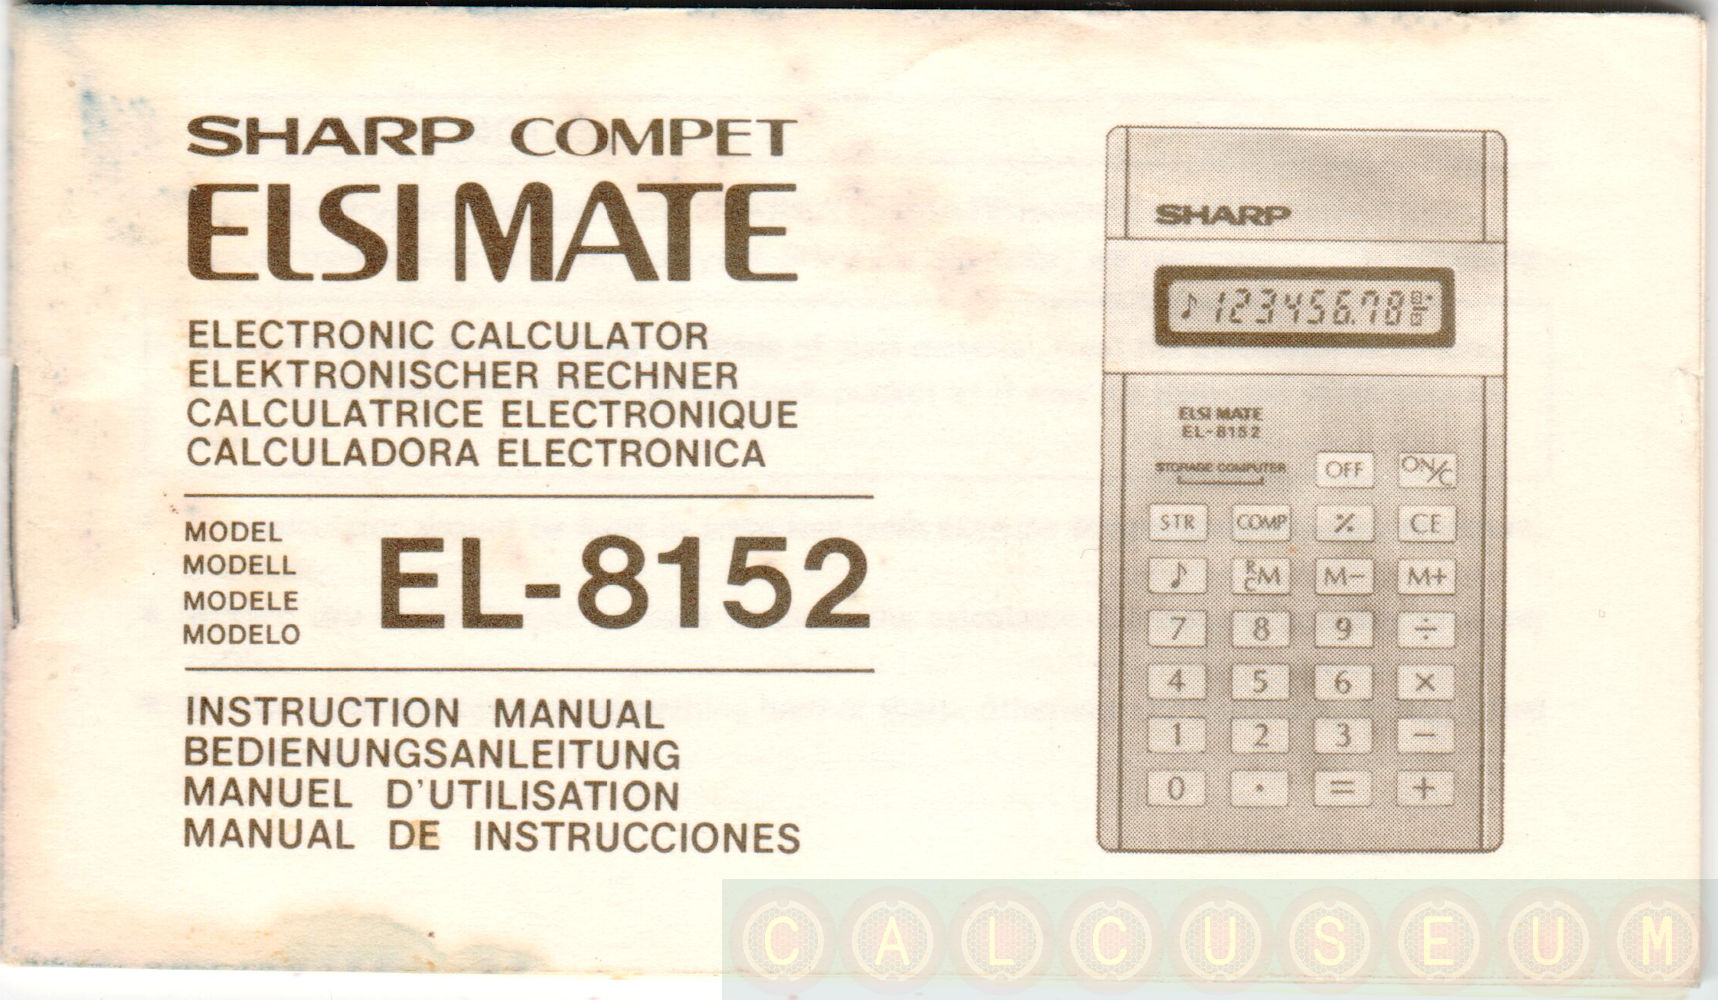 SHARP COMPET
ELSI MATE
ELECTRONIC CALCULATOR
ELEKTRONISCHER RECHNER
CALCULATRICE ELECTRONIQUE
CALCULADORA ELECTRONICA
MODEL
MODELL
MODELE
MODELO
EL-8152
INSTRUCTION MANUAL
BEDIENUNGSANLEITUNG
MANUEL D'UTILISATION
MANUAL DE INSTRUCCIONES
SHARP
♪ 12345678
ELSI MATE
EL-8152
STORAGE COMPUTER
OFF ON/C
STR COMP % CE
♪ RCM M− M+
7 8 9 ÷
4 5 6 ×
1 2 3 −
0 . = +
CALCUSEUM